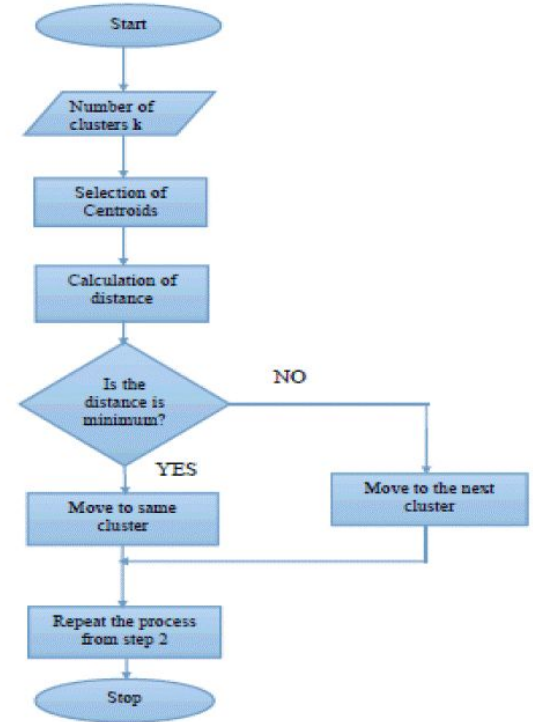 Start
Number of
clusters k
Selection of
Centroids
Calculation of
distance
Is the
distance is
minimum?
NO
YES
Move to same
cluster
Move to the next
cluster
Repeat the process
from step 2
Stop